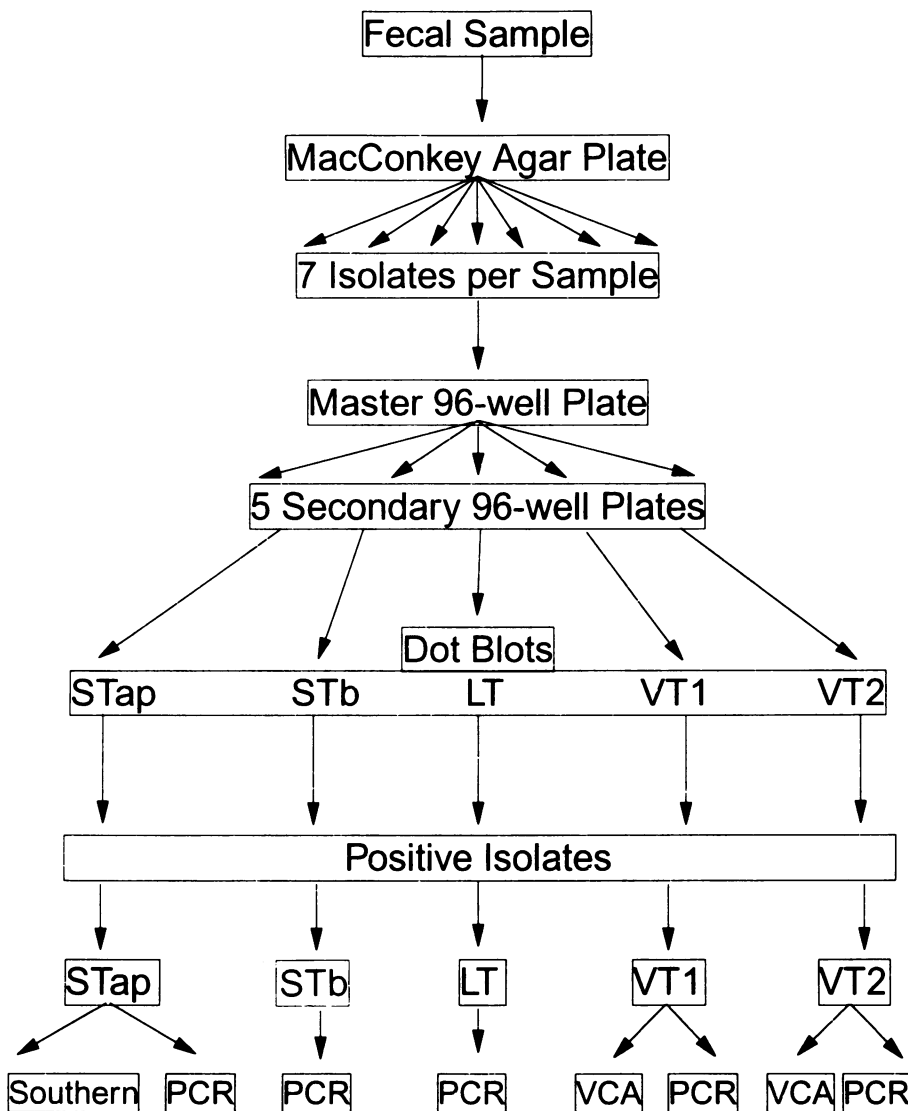 Fecal Sample
MacConkey Agar Plate
7 Isolates per Sample
Master 96-well Plate
5 Secondary 96-well Plates
Dot Blots
STap STb LT VT1 VT2
Positive Isolates
STap STb LT VT1 VT2
Southern PCR PCR PCR VCA PCR VCA PCR